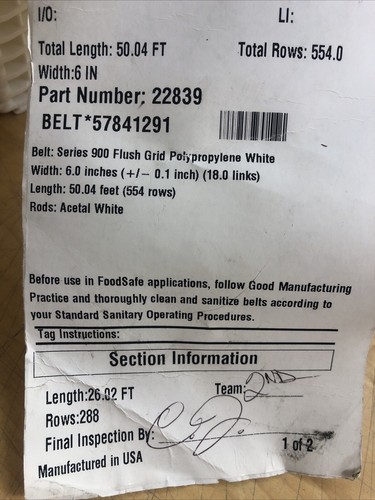 I/O: LI:
Total Length: 50.04 FT Total Rows: 554.0
Width:6 IN
Part Number: 22839
BELT*57841291
Belt: Series 900 Flush Grid Polypropylene White
Width: 6.0 inches (+/- 0.1 inch) (18.0 links)
Length: 50.04 feet (554 rows)
Rods: Acetal White
Before use in FoodSafe applications, follow Good Manufacturing
Practice and thoroughly clean and sanitize belts according to
your Standard Sanitary Operating Procedures.
Tag Instructions:
Section Information
Length:26.02 FT Team: 2ND
Rows:288
Final Inspection By:
1 of 2
Manufactured in USA